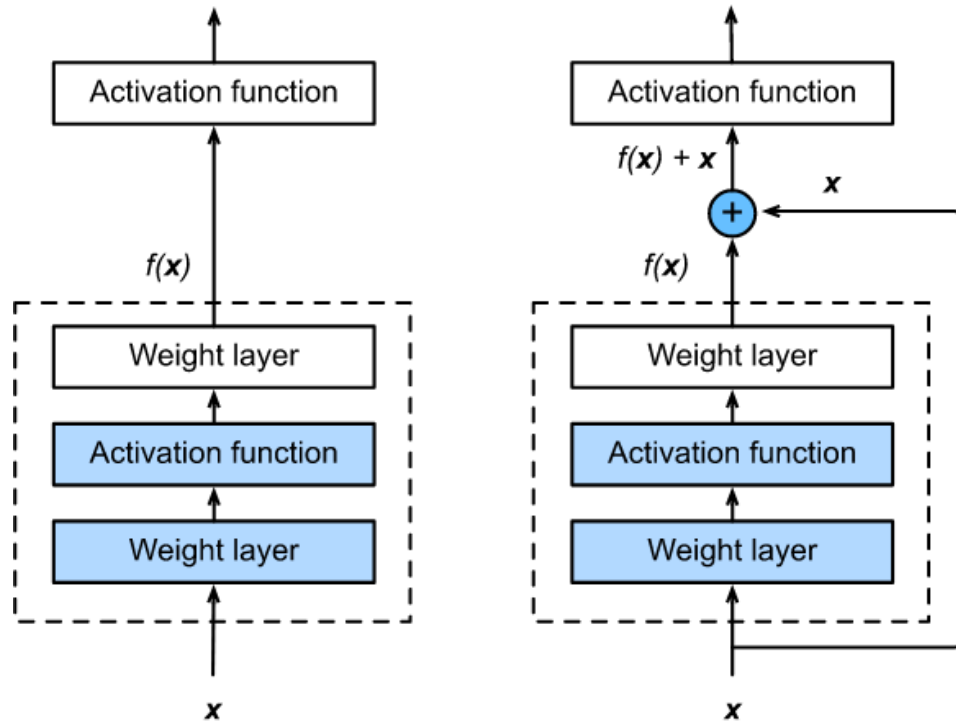 Activation function
f(x)
Weight layer
Activation function
Weight layer
x
Activation function
f(x) + x
x
+
f(x)
Weight layer
Activation function
Weight layer
x